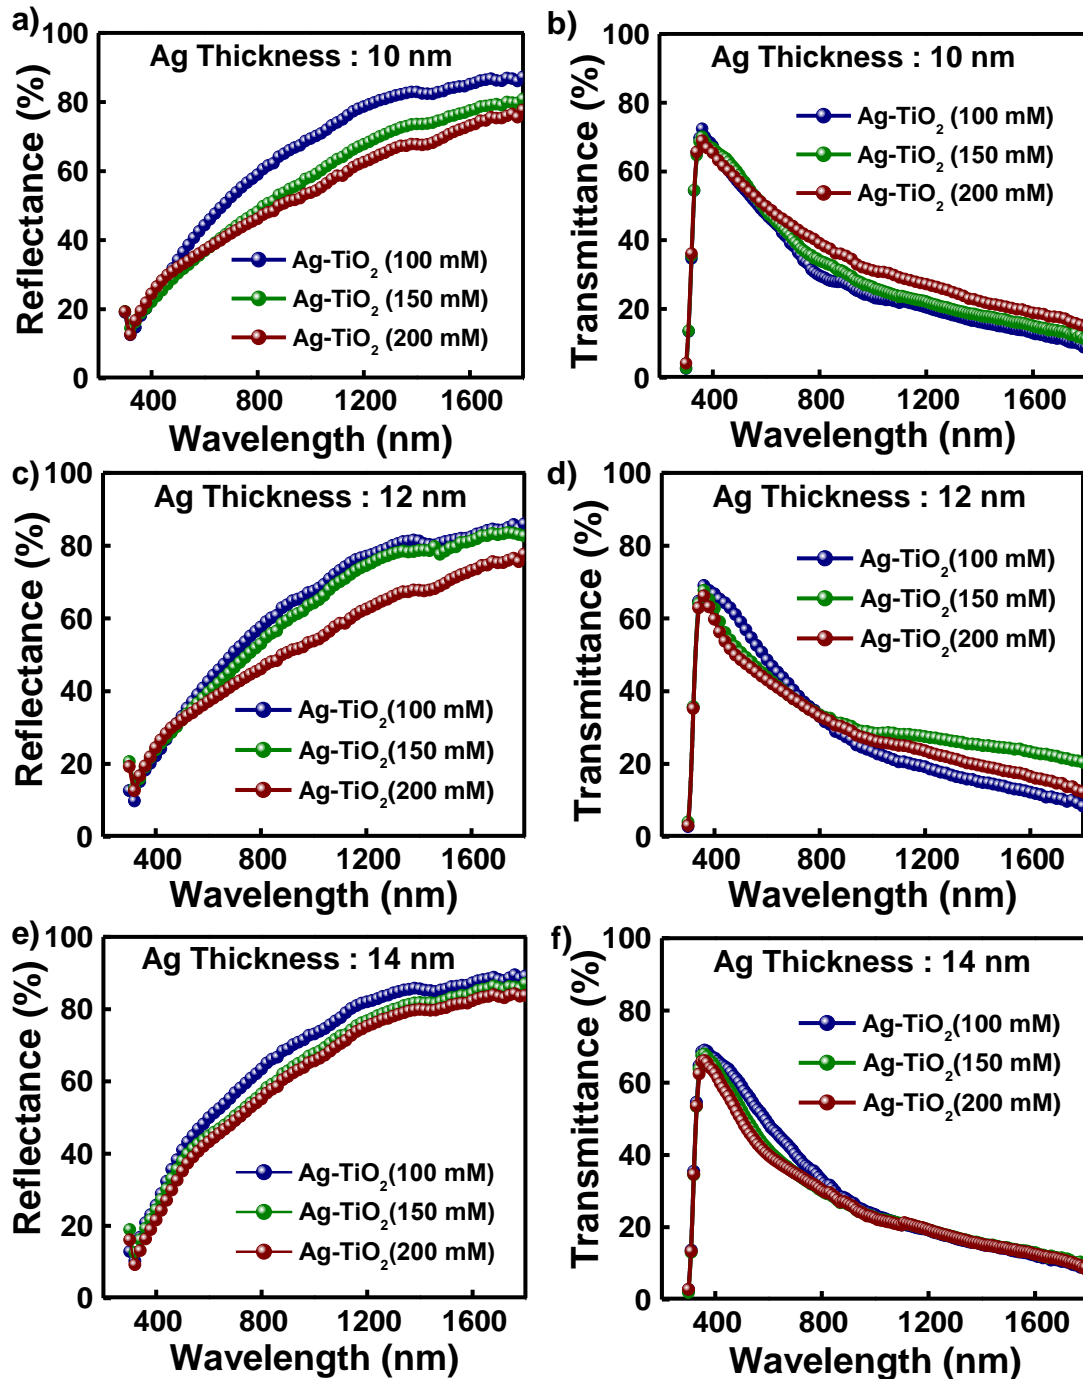 a)
Ag Thickness : 10 nm
Reflectance (%)
100
80
60
40
20
0
Ag-TiO₂ (100 mM)
Ag-TiO₂ (150 mM)
Ag-TiO₂ (200 mM)
400 800 1200 1600
Wavelength (nm)
b)
Ag Thickness : 10 nm
Transmittance (%)
100
80
60
40
20
0
Ag-TiO₂ (100 mM)
Ag-TiO₂ (150 mM)
Ag-TiO₂ (200 mM)
400 800 1200 1600
Wavelength (nm)
c)
Ag Thickness : 12 nm
Reflectance (%)
100
80
60
40
20
0
Ag-TiO₂(100 mM)
Ag-TiO₂(150 mM)
Ag-TiO₂(200 mM)
400 800 1200 1600
Wavelength (nm)
d)
Ag Thickness : 12 nm
Transmittance (%)
100
80
60
40
20
0
Ag-TiO₂(100 mM)
Ag-TiO₂(150 mM)
Ag-TiO₂(200 mM)
400 800 1200 1600
Wavelength (nm)
e)
Ag Thickness : 14 nm
Reflectance (%)
100
80
60
40
20
0
Ag-TiO₂(100 mM)
Ag-TiO₂(150 mM)
Ag-TiO₂(200 mM)
400 800 1200 1600
Wavelength (nm)
f)
Ag Thickness : 14 nm
Transmittance (%)
100
80
60
40
20
0
Ag-TiO₂(100 mM)
Ag-TiO₂(150 mM)
Ag-TiO₂(200 mM)
400 800 1200 1600
Wavelength (nm)